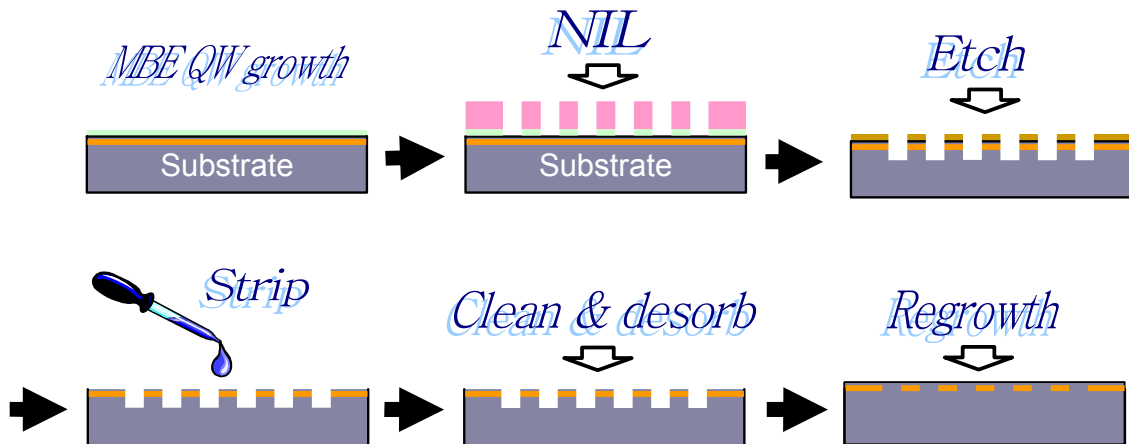 MBE QW growth
NIL
Etch
Substrate
Substrate
Strip
Clean & desorb
Regrowth